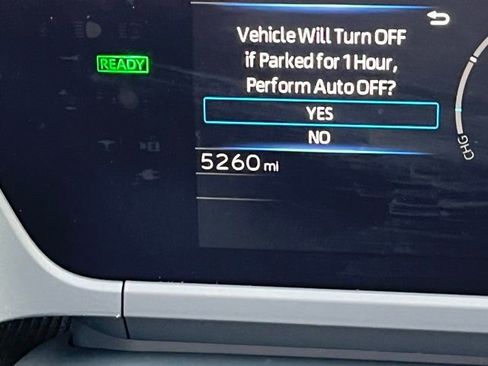 Vehicle Will Turn OFF
if Parked for 1 Hour,
READY
Perform Auto OFF?
YES
NO
CHG
5260 mi